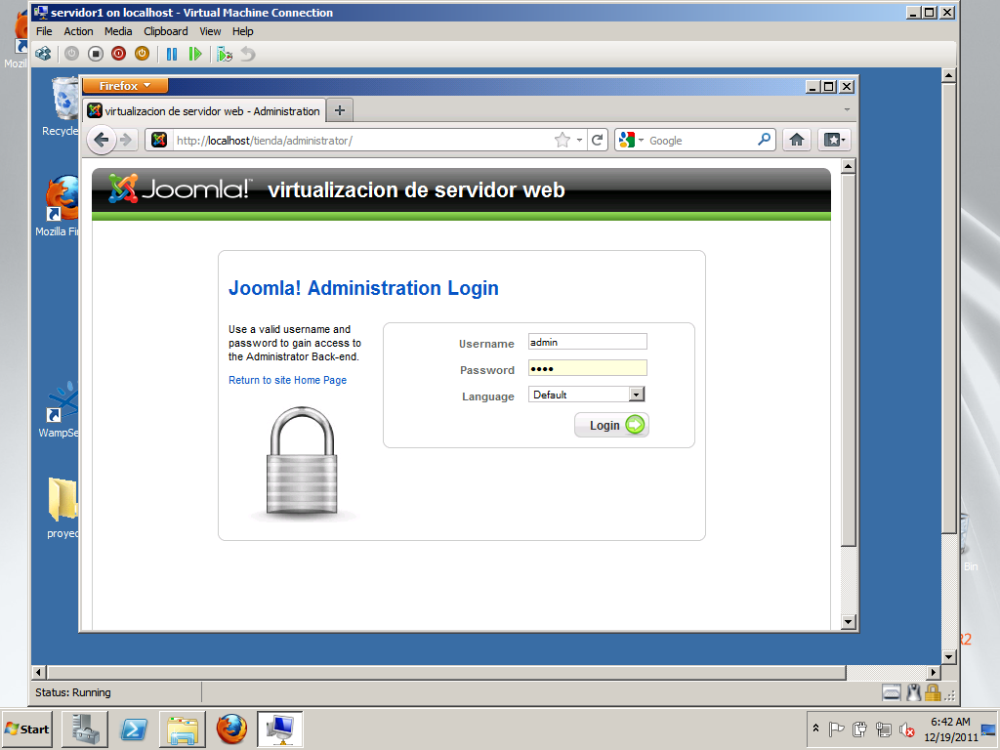 servidor1 on localhost - Virtual Machine Connection
File Action Media Clipboard View Help
Firefox
virtualizacion de servidor web - Administration
http://localhost/tienda/administrator/
Google
Joomla!™ virtualizacion de servidor web
Joomla! Administration Login
Use a valid username and
password to gain access to
the Administrator Back-end.
Return to site Home Page
Username admin
Password ••••
Language Default
Login
Recycle
Mozilla Fi
WampSe
proyec
Mozil
Bin
R2
Status: Running
Start
6:42 AM
12/19/2011